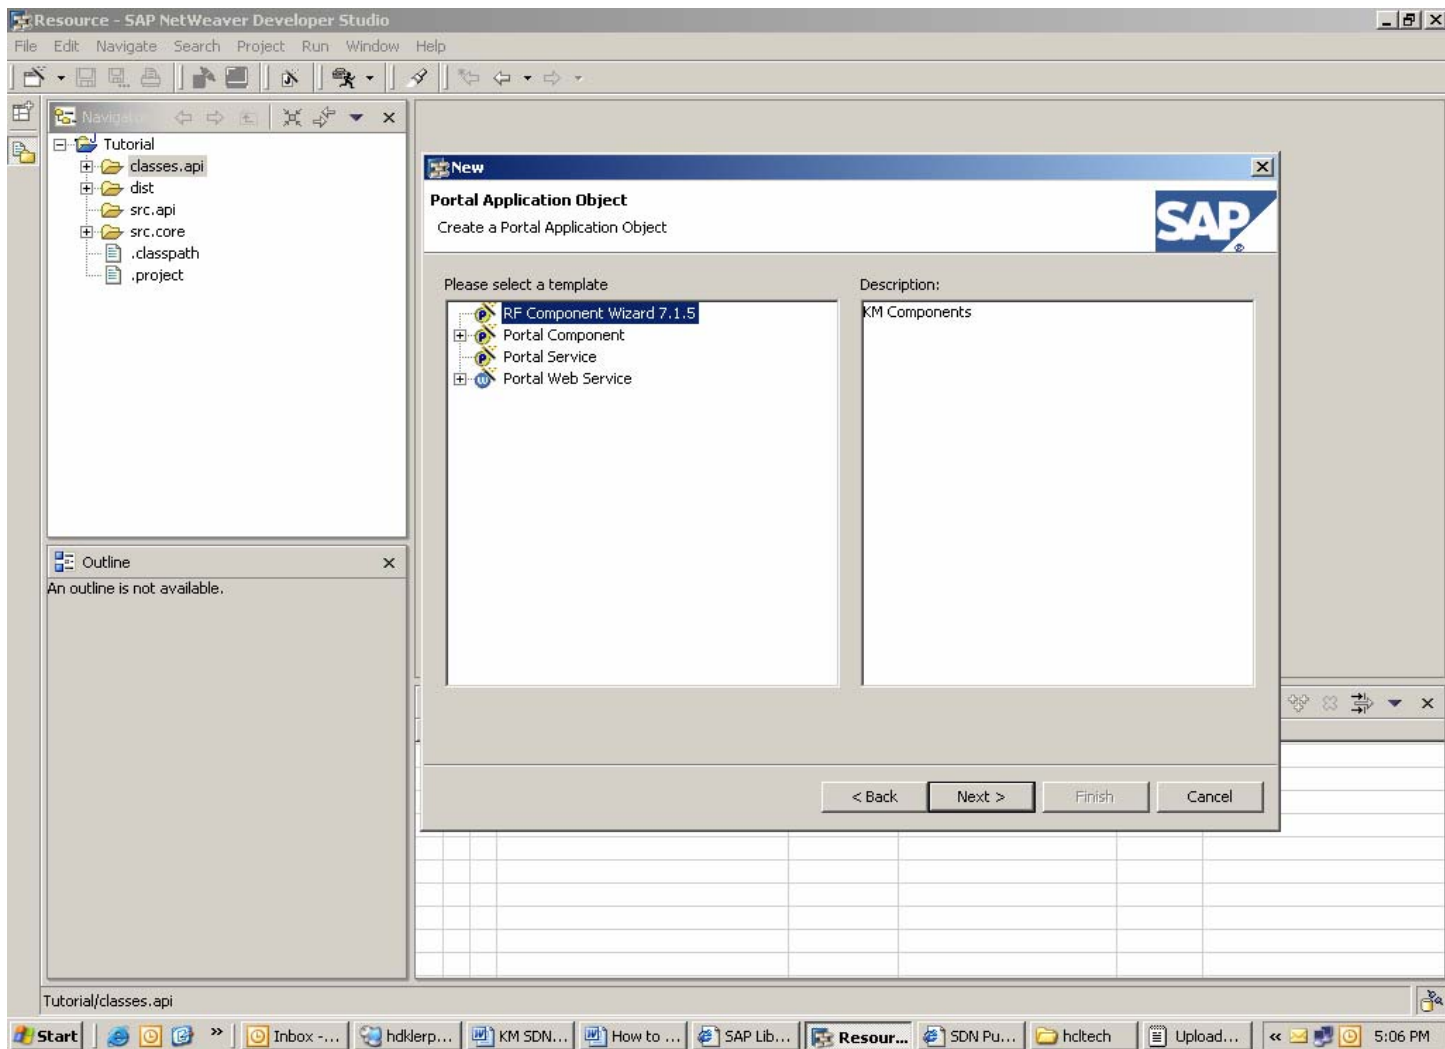 Resource - SAP NetWeaver Developer Studio
File Edit Navigate Search Project Run Window Help
Tutorial
classes.api
dist
src.api
src.core
.classpath
.project
New
Portal Application Object
Create a Portal Application Object
SAP
Please select a template
Description:
RF Component Wizard 7.1.5
KM Components
Portal Component
Portal Service
Portal Web Service
Outline
An outline is not available.
< Back Next > Finish Cancel
Tutorial/classes.api
Start Inbox -... hdklerp... KM SDN... How to ... SAP Lib... Resour... SDN Pu... hcltech Upload... 5:06 PM